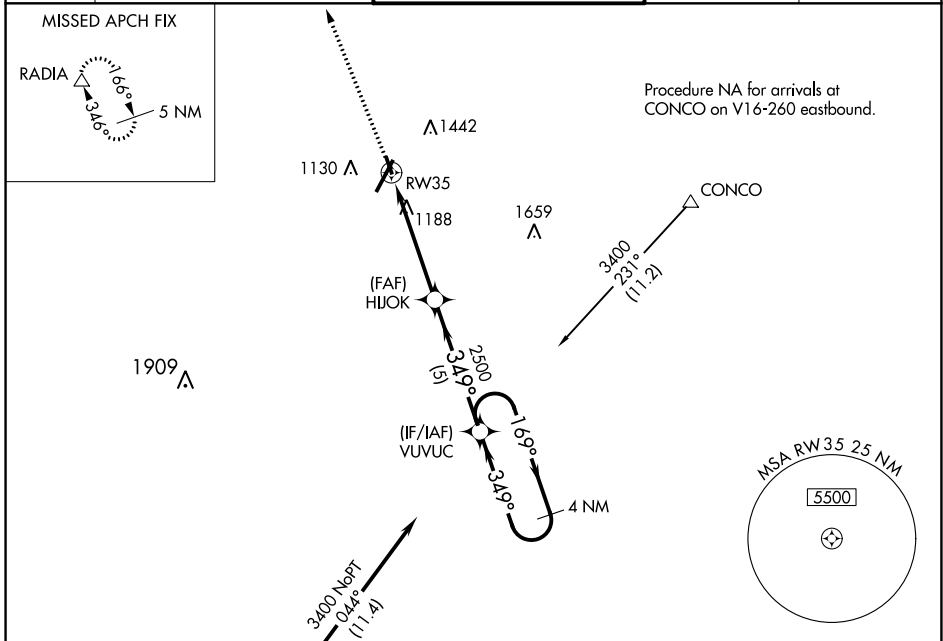 MISSED APCH FIX
RADIA
166°
346°
5 NM
Procedure NA for arrivals at
CONCO on V16-260 eastbound.
1442
1130
RW35
1188
1659
CONCO
3400
231°
(11.2)
(FAF)
HIJOK
2500
349°
(5)
1909
(IF/IAF)
VUVUC
169°
349°
4 NM
MSA RW35 25 NM
5500
3400 NoPT
044°
(11.4)